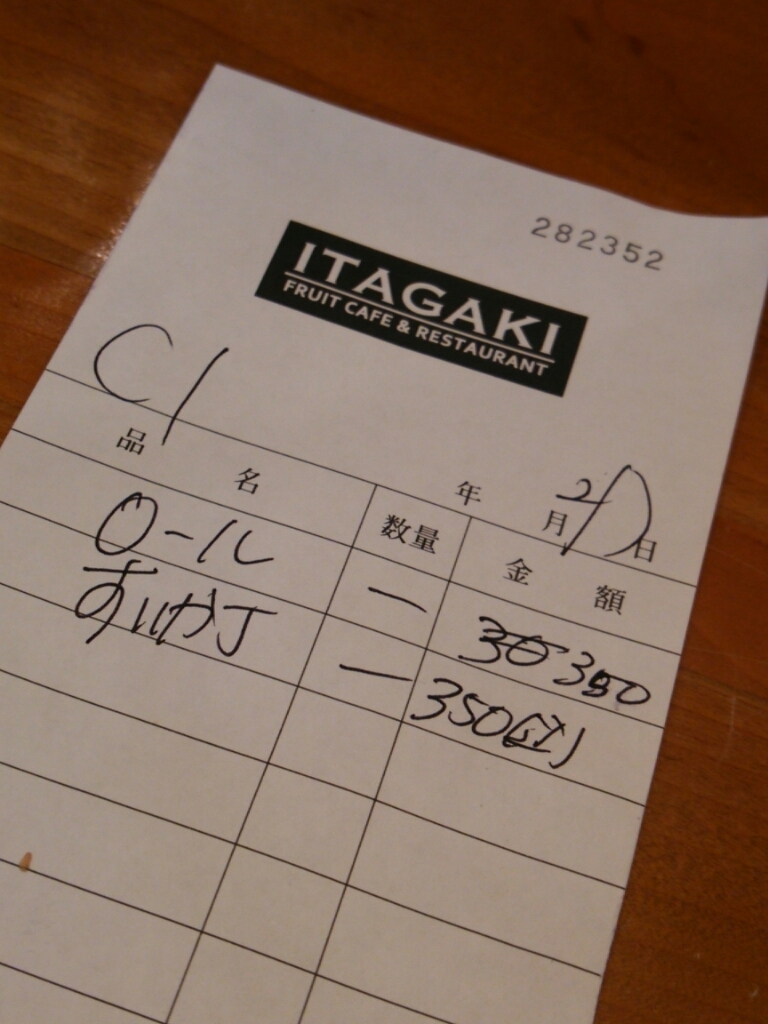 282352
ITAGAKI
FRUIT CAFE & RESTAURANT
C1
年 月 日
品 名 数量 金 額
ロール 一 350
すいかJ 一 350